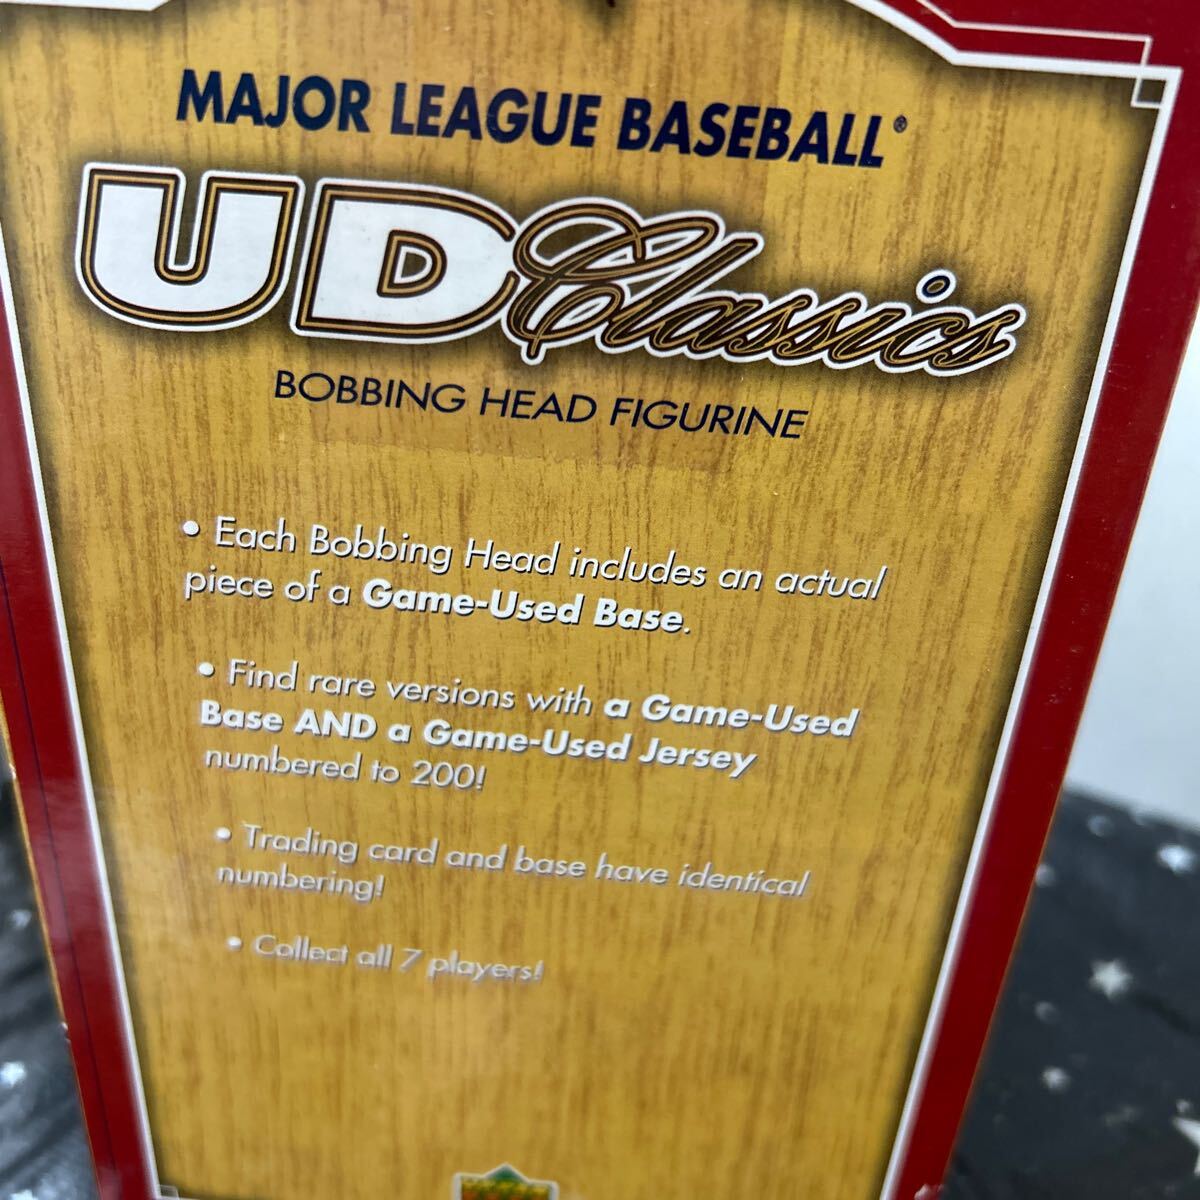 MAJOR LEAGUE BASEBALL®
UD Classics
BOBBING HEAD FIGURINE
• Each Bobbing Head includes an actual
piece of a Game-Used Base.
• Find rare versions with a Game-Used
Base AND a Game-Used Jersey
numbered to 200!
• Trading card and base have identical
numbering!
• Collect all 7 players!